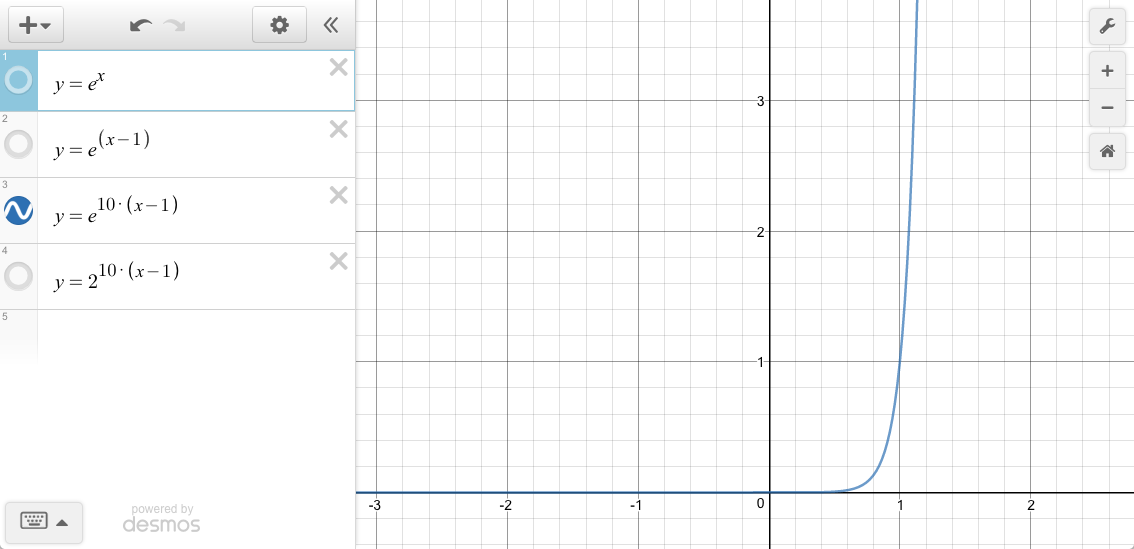 1
y = e^x
2
y = e^(x−1)
3
y = e^10·(x−1)
4
y = 2^10·(x−1)
5
powered by
desmos
3
2
1
-3 -2 -1 0 1 2